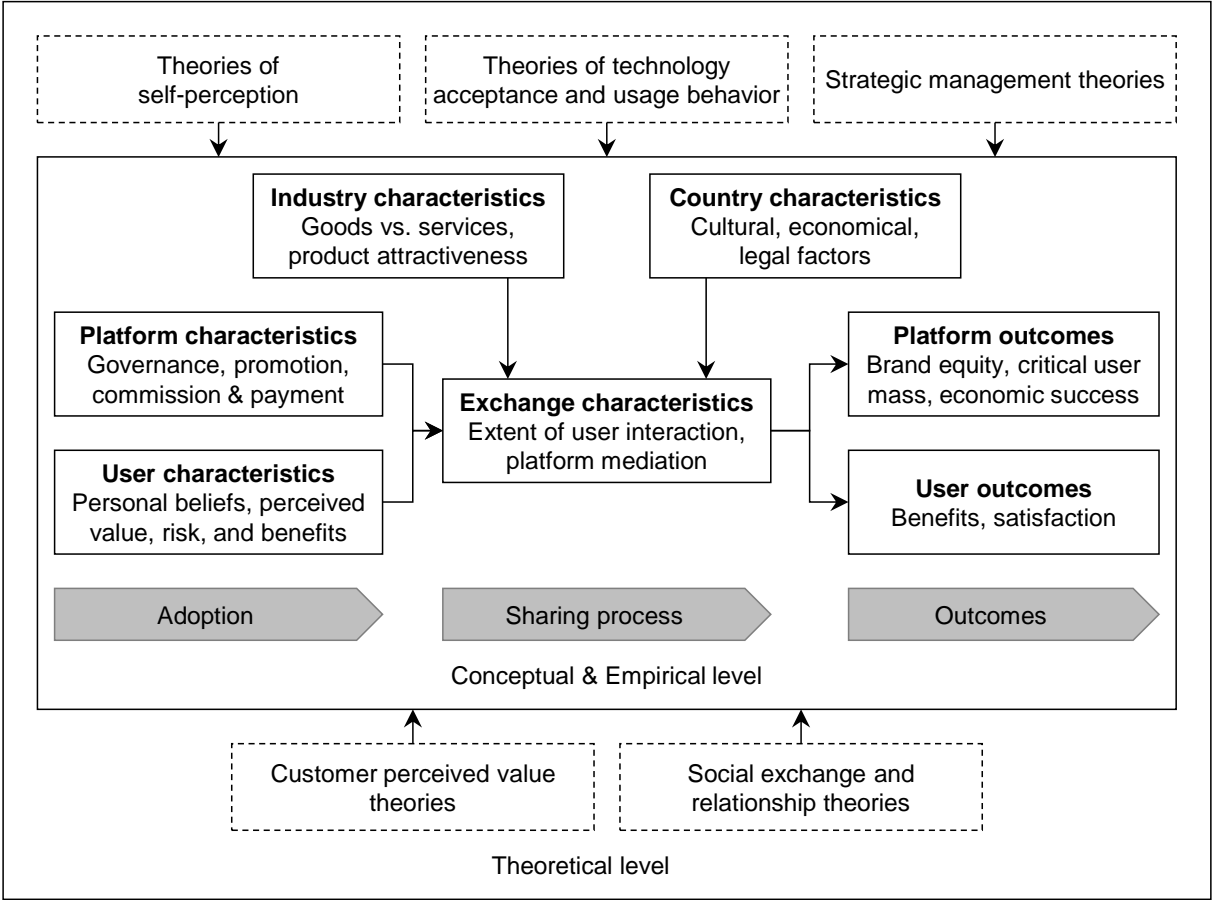 Theories of
self-perception
Theories of technology
acceptance and usage behavior
Strategic management theories
Industry characteristics
Goods vs. services,
product attractiveness
Country characteristics
Cultural, economical,
legal factors
Platform characteristics
Governance, promotion,
commission & payment
User characteristics
Personal beliefs, perceived
value, risk, and benefits
Exchange characteristics
Extent of user interaction,
platform mediation
Platform outcomes
Brand equity, critical user
mass, economic success
User outcomes
Benefits, satisfaction
Adoption
Sharing process
Outcomes
Conceptual & Empirical level
Customer perceived value
theories
Social exchange and
relationship theories
Theoretical level